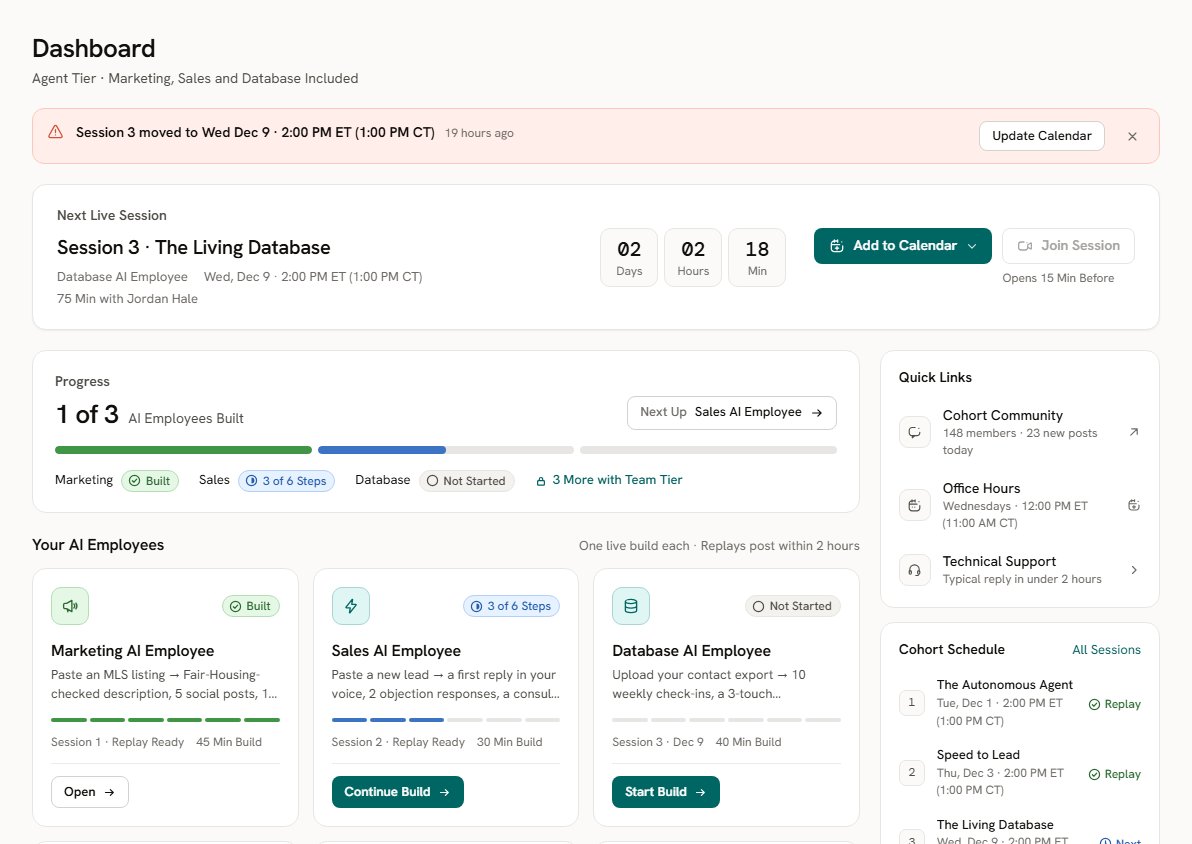 Dashboard
Agent Tier · Marketing, Sales and Database Included
Session 3 moved to Wed Dec 9 · 2:00 PM ET (1:00 PM CT) 19 hours ago
Update Calendar
Next Live Session
Session 3 · The Living Database
Database AI Employee Wed, Dec 9 · 2:00 PM ET (1:00 PM CT)
75 Min with Jordan Hale
02 02 18
Days Hours Min
Add to Calendar
Join Session
Opens 15 Min Before
Progress
1 of 3 AI Employees Built
Next Up Sales AI Employee →
Marketing Built Sales 3 of 6 Steps Database Not Started 3 More with Team Tier
Your AI Employees
One live build each · Replays post within 2 hours
Built
Marketing AI Employee
Paste an MLS listing → Fair-Housing-
checked description, 5 social posts, 1...
Session 1 · Replay Ready 45 Min Build
Open →
3 of 6 Steps
Sales AI Employee
Paste a new lead → a first reply in your
voice, 2 objection responses, a consul...
Session 2 · Replay Ready 30 Min Build
Continue Build →
Not Started
Database AI Employee
Upload your contact export → 10
weekly check-ins, a 3-touch...
Session 3 · Dec 9 40 Min Build
Start Build →
Quick Links
Cohort Community
148 members · 23 new posts
today
Office Hours
Wednesdays · 12:00 PM ET
(11:00 AM CT)
Technical Support
Typical reply in under 2 hours
Cohort Schedule All Sessions
1
The Autonomous Agent
Tue, Dec 1 · 2:00 PM ET
(1:00 PM CT)
Replay
2
Speed to Lead
Thu, Dec 3 · 2:00 PM ET
(1:00 PM CT)
Replay
3
The Living Database
Wed, Dec 9 · 2:00 PM ET
Next